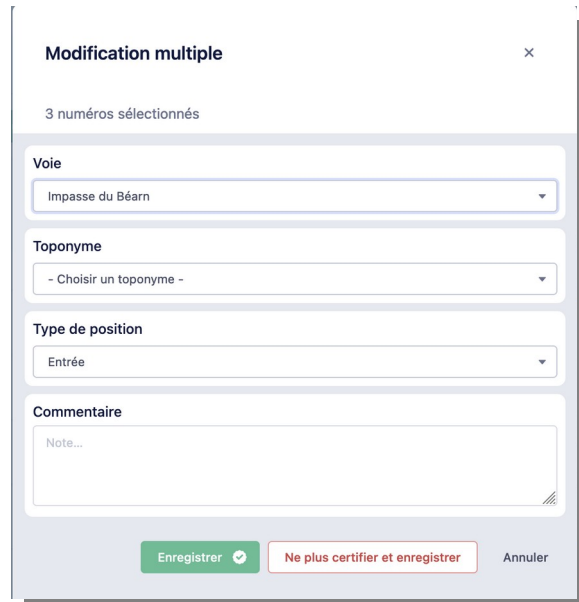 Modification multiple
3 numéros sélectionnés
Voie
Impasse du Béarn
Toponyme
- Choisir un toponyme -
Type de position
Entrée
Commentaire
Note...
Enregistrer Ne plus certifier et enregistrer Annuler